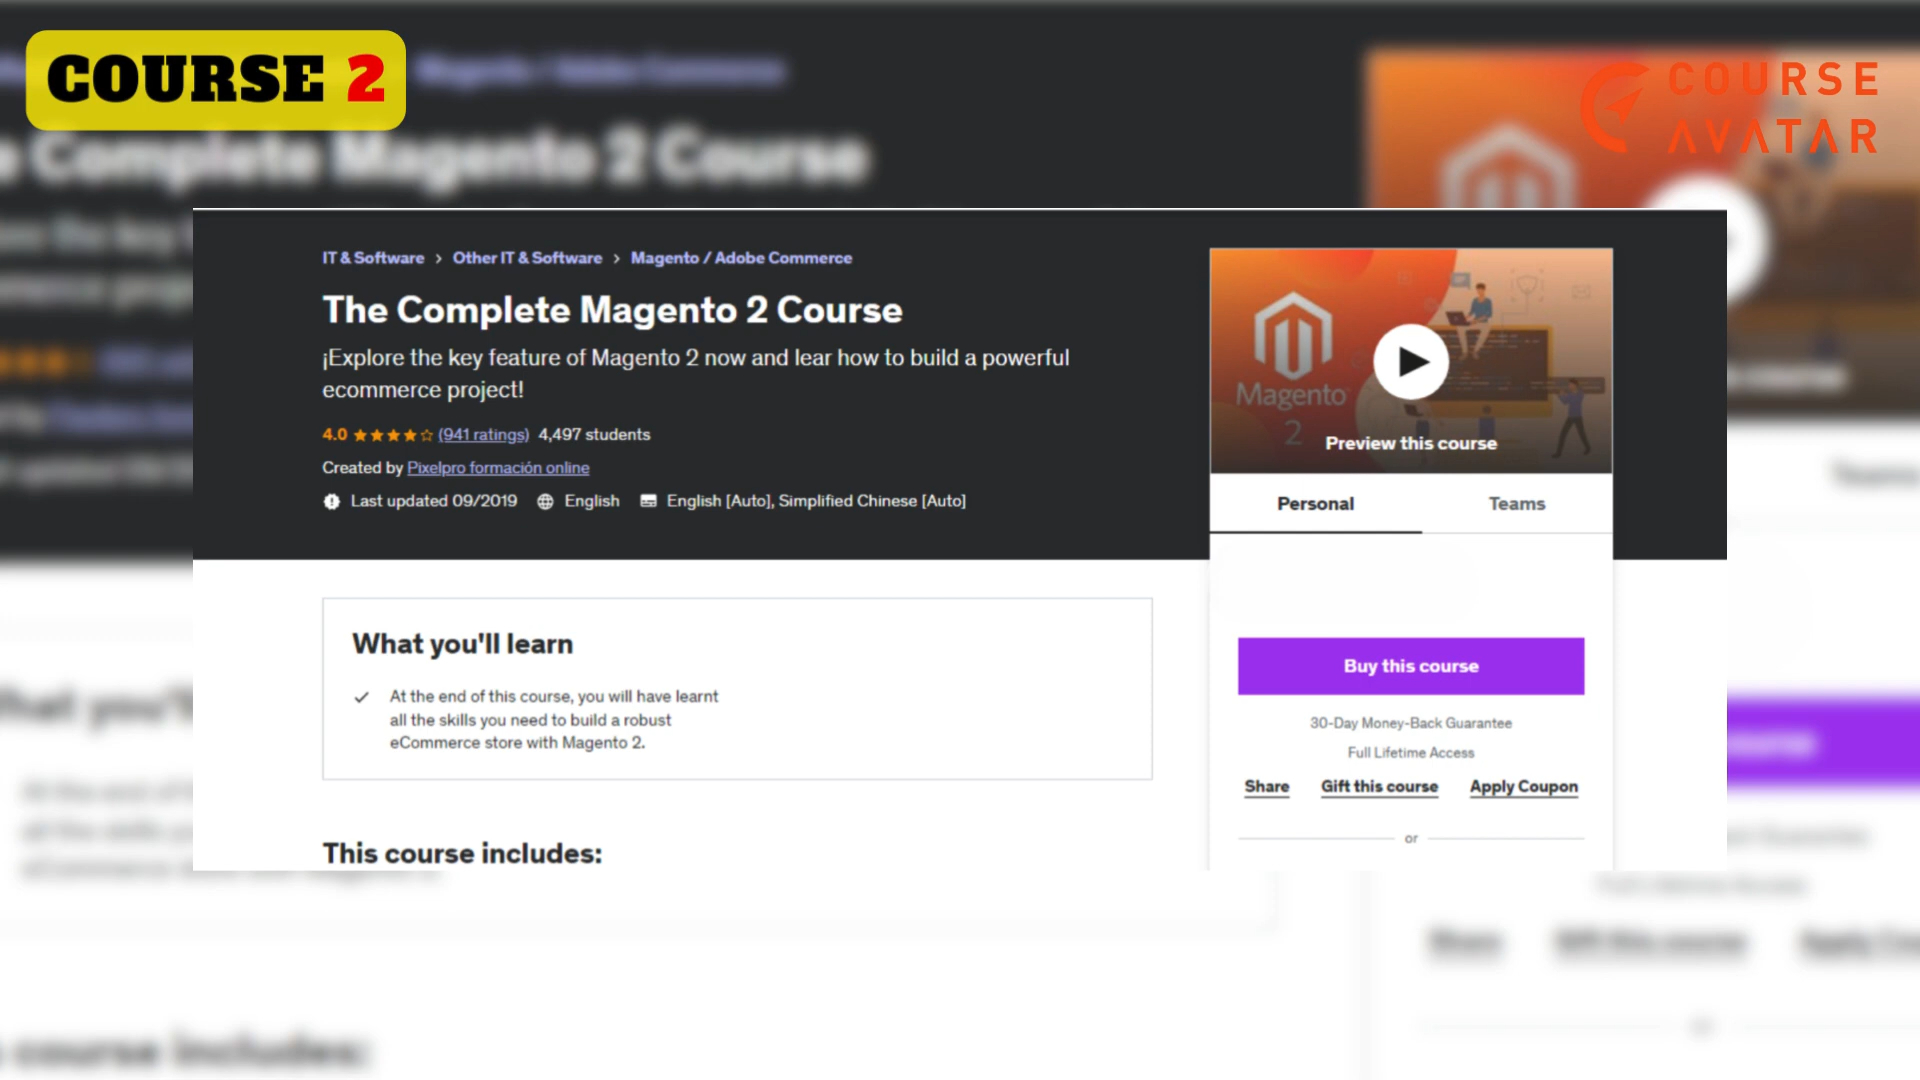 COURSE 2
COURSE
AVATAR
IT & Software > Other IT & Software > Magento / Adobe Commerce
The Complete Magento 2 Course
¡Explore the key feature of Magento 2 now and lear how to build a powerful
ecommerce project!
4.0 (941 ratings) 4,497 students
Created by Pixelpro formación online
Last updated 09/2019 English English [Auto], Simplified Chinese [Auto]
Magento
2
Preview this course
Personal Teams
What you'll learn
At the end of this course, you will have learnt
all the skills you need to build a robust
eCommerce store with Magento 2.
Buy this course
30-Day Money-Back Guarantee
Full Lifetime Access
Share Gift this course Apply Coupon
or
This course includes: